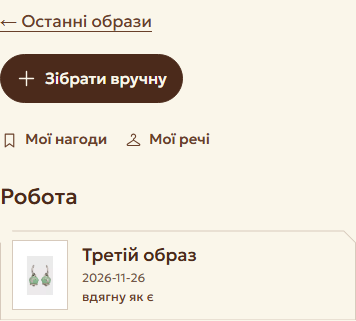 ← Останні образи
+ Зібрати вручну
Мої нагоди Мої речі
Робота
Третій образ
2026-11-26
вдягну як є